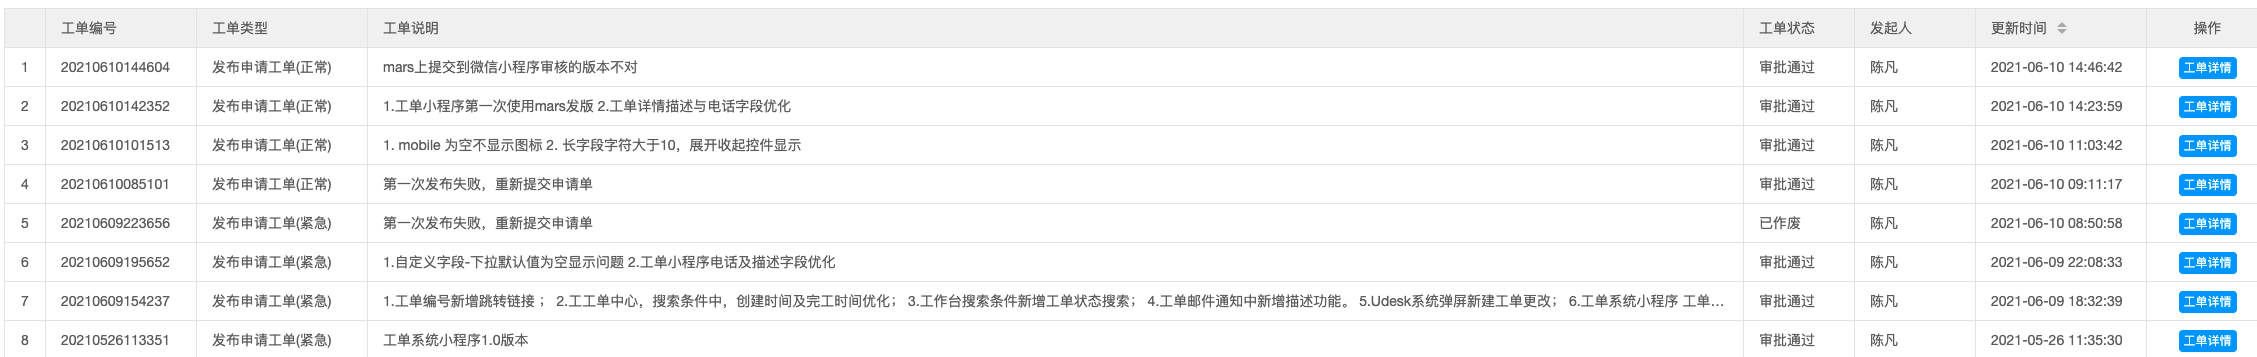 工单编号 工单类型 工单说明 工单状态 发起人 更新时间 操作
1 20210610144604 发布申请工单(正常) mars上提交到微信小程序审核的版本不对 审批通过 陈凡 2021-06-10 14:46:42 工单详情
2 20210610142352 发布申请工单(正常) 1.工单小程序第一次使用mars发版 2.工单详情描述与电话字段优化 审批通过 陈凡 2021-06-10 14:23:59 工单详情
3 20210610101513 发布申请工单(正常) 1. mobile 为空不显示图标 2. 长字段字符大于10，展开收起控件显示 审批通过 陈凡 2021-06-10 11:03:42 工单详情
4 20210610085101 发布申请工单(正常) 第一次发布失败，重新提交申请单 审批通过 陈凡 2021-06-10 09:11:17 工单详情
5 20210609223656 发布申请工单(紧急) 第一次发布失败，重新提交申请单 已作废 陈凡 2021-06-10 08:50:58 工单详情
6 20210609195652 发布申请工单(紧急) 1.自定义字段-下拉默认值为空显示问题 2.工单小程序电话及描述字段优化 审批通过 陈凡 2021-06-09 22:08:33 工单详情
7 20210609154237 发布申请工单(紧急) 1.工单编号新增跳转链接 ； 2.工工单中心，搜索条件中，创建时间及完工时间优化； 3.工作台搜索条件新增工单状态搜索； 4.工单邮件通知中新增描述功能。 5.Udesk系统弹屏新建工单更改； 6.工单系统小程序 工单... 审批通过 陈凡 2021-06-09 18:32:39 工单详情
8 20210526113351 发布申请工单(紧急) 工单系统小程序1.0版本 审批通过 陈凡 2021-05-26 11:35:30 工单详情